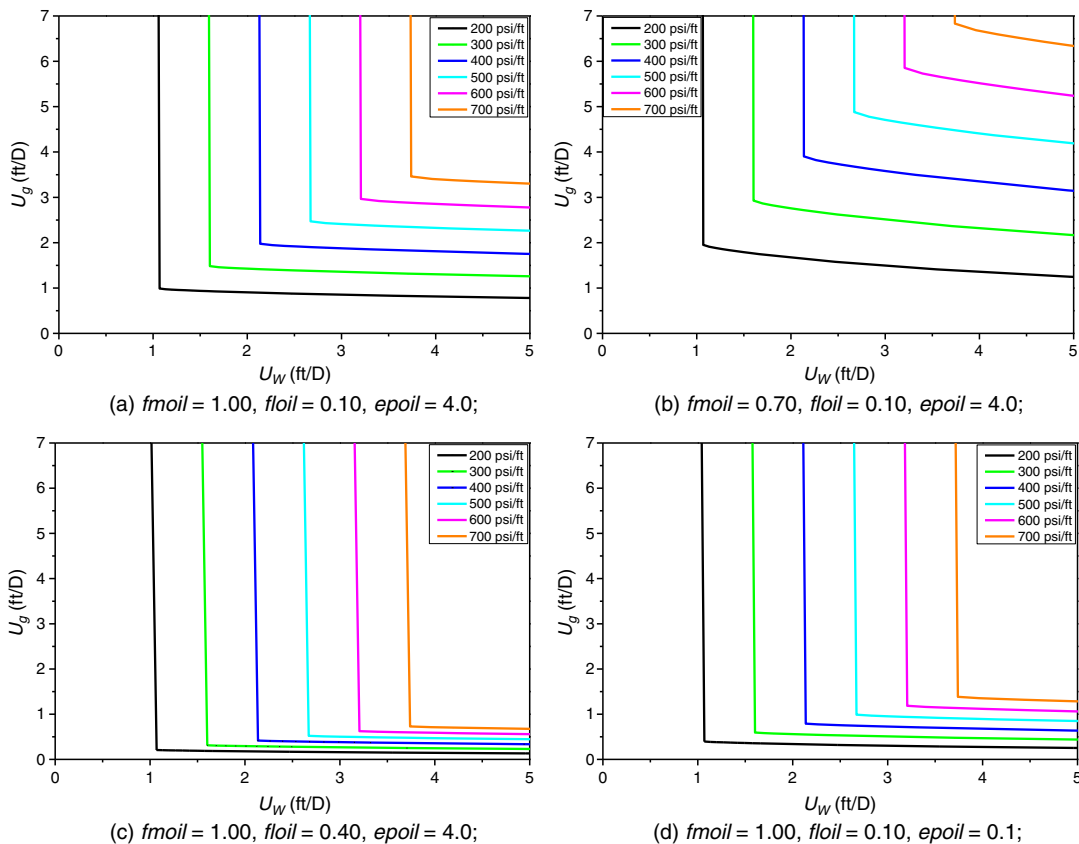 7
6
5
4
3
2
1
0
U_g (ft/D)
200 psi/ft
300 psi/ft
400 psi/ft
500 psi/ft
600 psi/ft
700 psi/ft
0 1 2 3 4 5
U_W (ft/D)
(a) fmoil = 1.00, floil = 0.10, epoil = 4.0;
7
6
5
4
3
2
1
0
U_g (ft/D)
200 psi/ft
300 psi/ft
400 psi/ft
500 psi/ft
600 psi/ft
700 psi/ft
0 1 2 3 4 5
U_W (ft/D)
(b) fmoil = 0.70, floil = 0.10, epoil = 4.0;
7
6
5
4
3
2
1
0
U_g (ft/D)
200 psi/ft
300 psi/ft
400 psi/ft
500 psi/ft
600 psi/ft
700 psi/ft
0 1 2 3 4 5
U_W (ft/D)
(c) fmoil = 1.00, floil = 0.40, epoil = 4.0;
7
6
5
4
3
2
1
0
U_g (ft/D)
200 psi/ft
300 psi/ft
400 psi/ft
500 psi/ft
600 psi/ft
700 psi/ft
0 1 2 3 4 5
U_W (ft/D)
(d) fmoil = 1.00, floil = 0.10, epoil = 0.1;